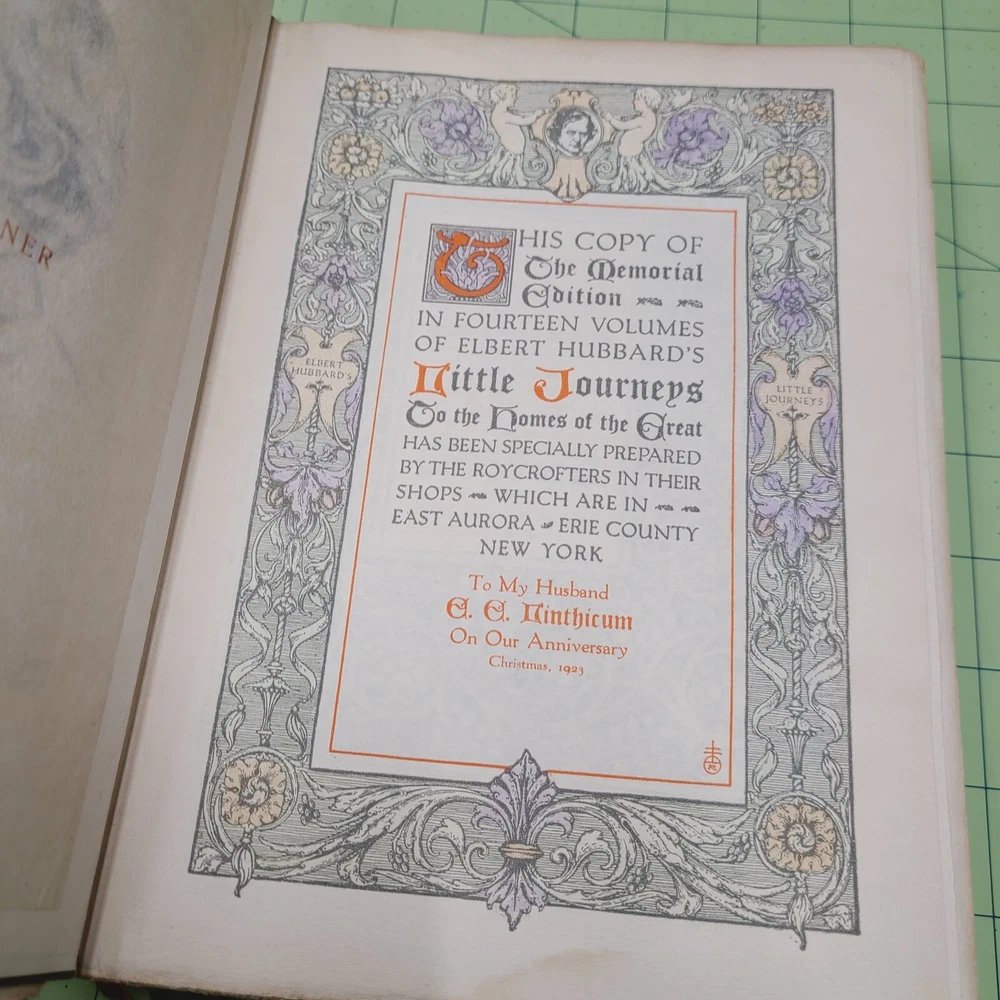 NER
THIS COPY OF
The Memorial
Edition
IN FOURTEEN VOLUMES
OF ELBERT HUBBARD'S
Little Journeys
To the Homes of the Great
HAS BEEN SPECIALLY PREPARED
BY THE ROYCROFTERS IN THEIR
SHOPS WHICH ARE IN
EAST AURORA ERIE COUNTY
NEW YORK
To My Husband
E. E. Linthicum
On Our Anniversary
Christmas, 1923
R
ELBERT
HUBBARD'S
LITTLE
JOURNEYS